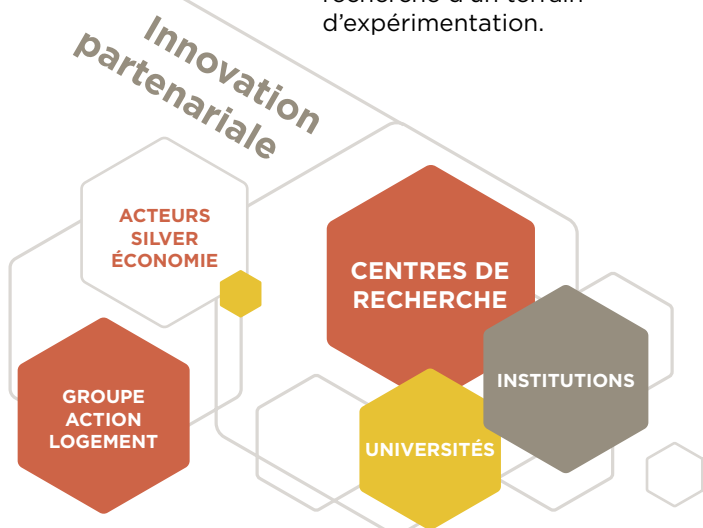 recherche d'un terrain
d'expérimentation.
Innovation
partenariale
ACTEURS
SILVER
ÉCONOMIE
CENTRES DE
RECHERCHE
INSTITUTIONS
GROUPE
ACTION
LOGEMENT
UNIVERSITÉS